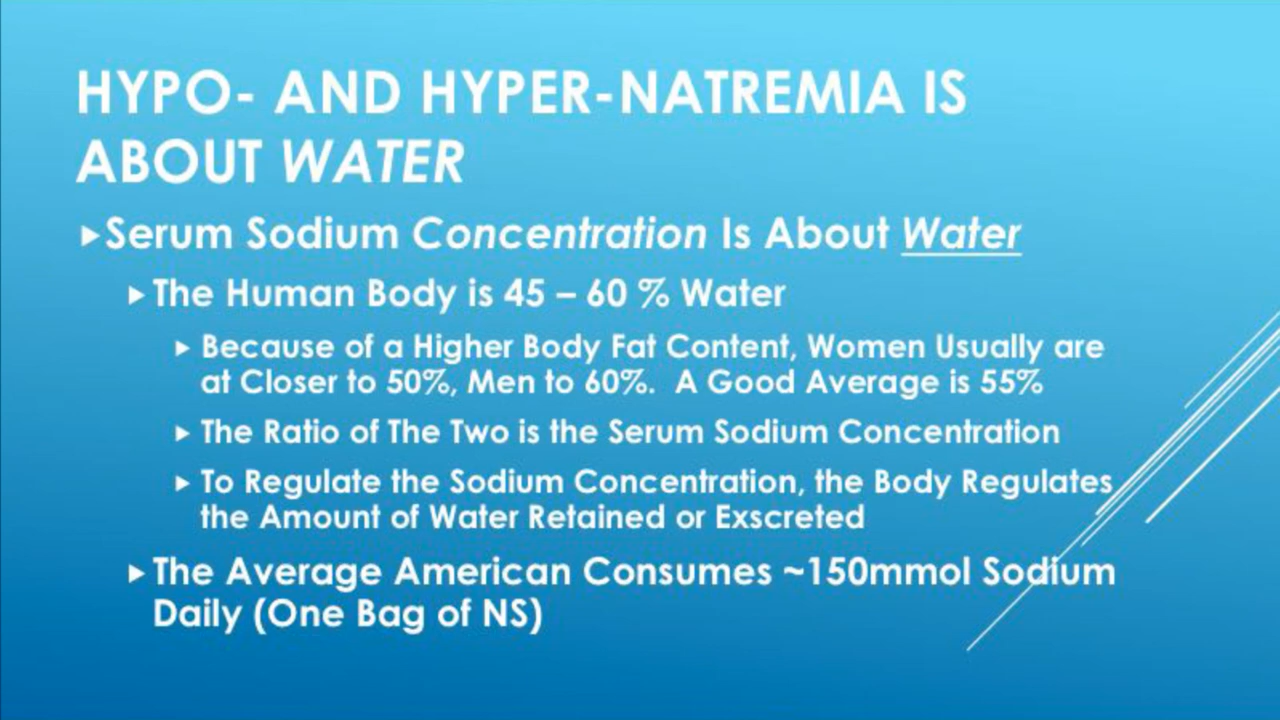 HYPO- AND HYPER-NATREMIA IS
ABOUT WATER
▸Serum Sodium Concentration Is About Water
▸The Human Body is 45 – 60 % Water
▸Because of a Higher Body Fat Content, Women Usually are
at Closer to 50%, Men to 60%. A Good Average is 55%
▸The Ratio of The Two is the Serum Sodium Concentration
▸To Regulate the Sodium Concentration, the Body Regulates
the Amount of Water Retained or Exscreted
▸The Average American Consumes ~150mmol Sodium
Daily (One Bag of NS)